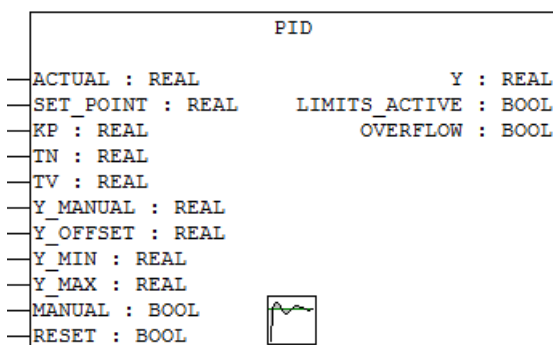 PID
ACTUAL : REAL Y : REAL
SET_POINT : REAL LIMITS_ACTIVE : BOOL
KP : REAL OVERFLOW : BOOL
TN : REAL
TV : REAL
Y_MANUAL : REAL
Y_OFFSET : REAL
Y_MIN : REAL
Y_MAX : REAL
MANUAL : BOOL
RESET : BOOL